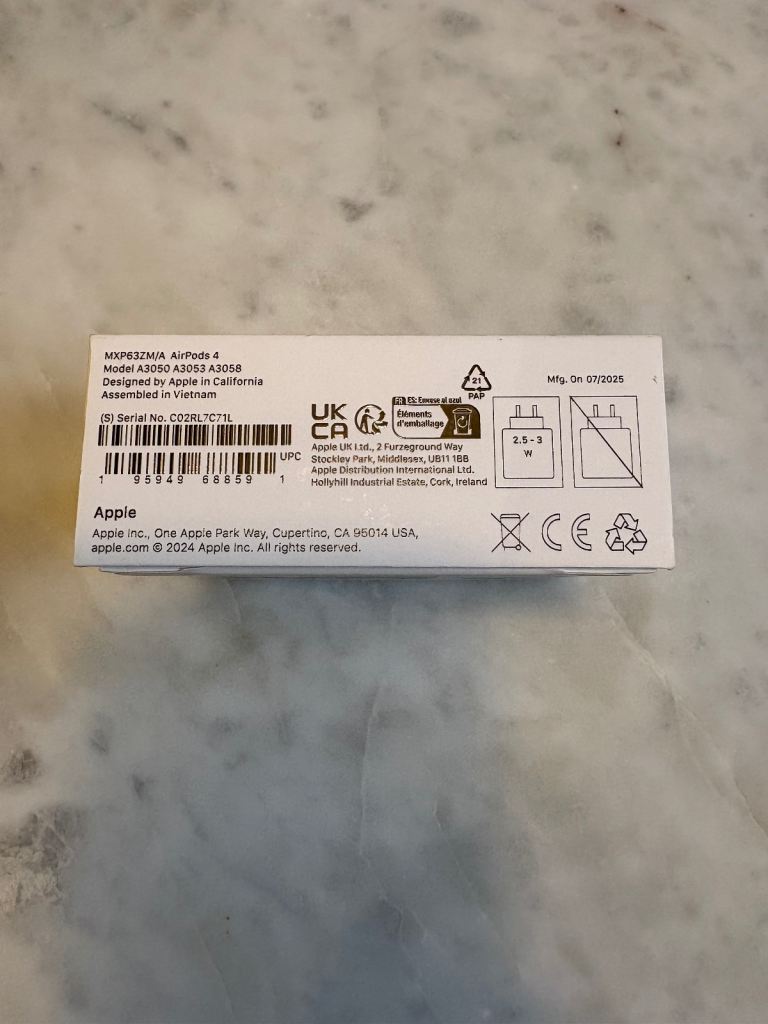 MXP63ZM/A AirPods 4
Model A3050 A3053 A3058
Designed by Apple in California
Assembled in Vietnam
(S) Serial No. C02RL7C71L
UPC
1 95949 68859 1
Apple
Apple Inc., One Apple Park Way, Cupertino, CA 95014 USA,
apple.com © 2024 Apple Inc. All rights reserved.
UK
CA
FR ES: Envase al azul
Éléments
d'emballage
21
PAP
Apple UK Ltd., 2 Furzeground Way
Stockley Park, Middlesex, UB11 1BB
Apple Distribution International Ltd.
Hollyhill Industrial Estate, Cork, Ireland
Mfg. On 07/2025
2.5 - 3
W
CE